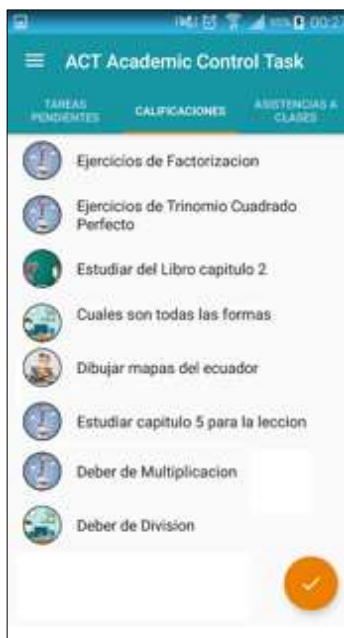 00:27
ACT Academic Control Task
TAREAS
PENDIENTES
CALIFICACIONES
ASISTENCIAS A
CLASES
Ejercicios de Factorizacion
Ejercicios de Trinomio Cuadrado
Perfecto
Estudiar del Libro capitulo 2
Cuales son todas las formas
Dibujar mapas del ecuador
Estudiar capitulo 5 para la leccion
Deber de Multiplicacion
Deber de Division